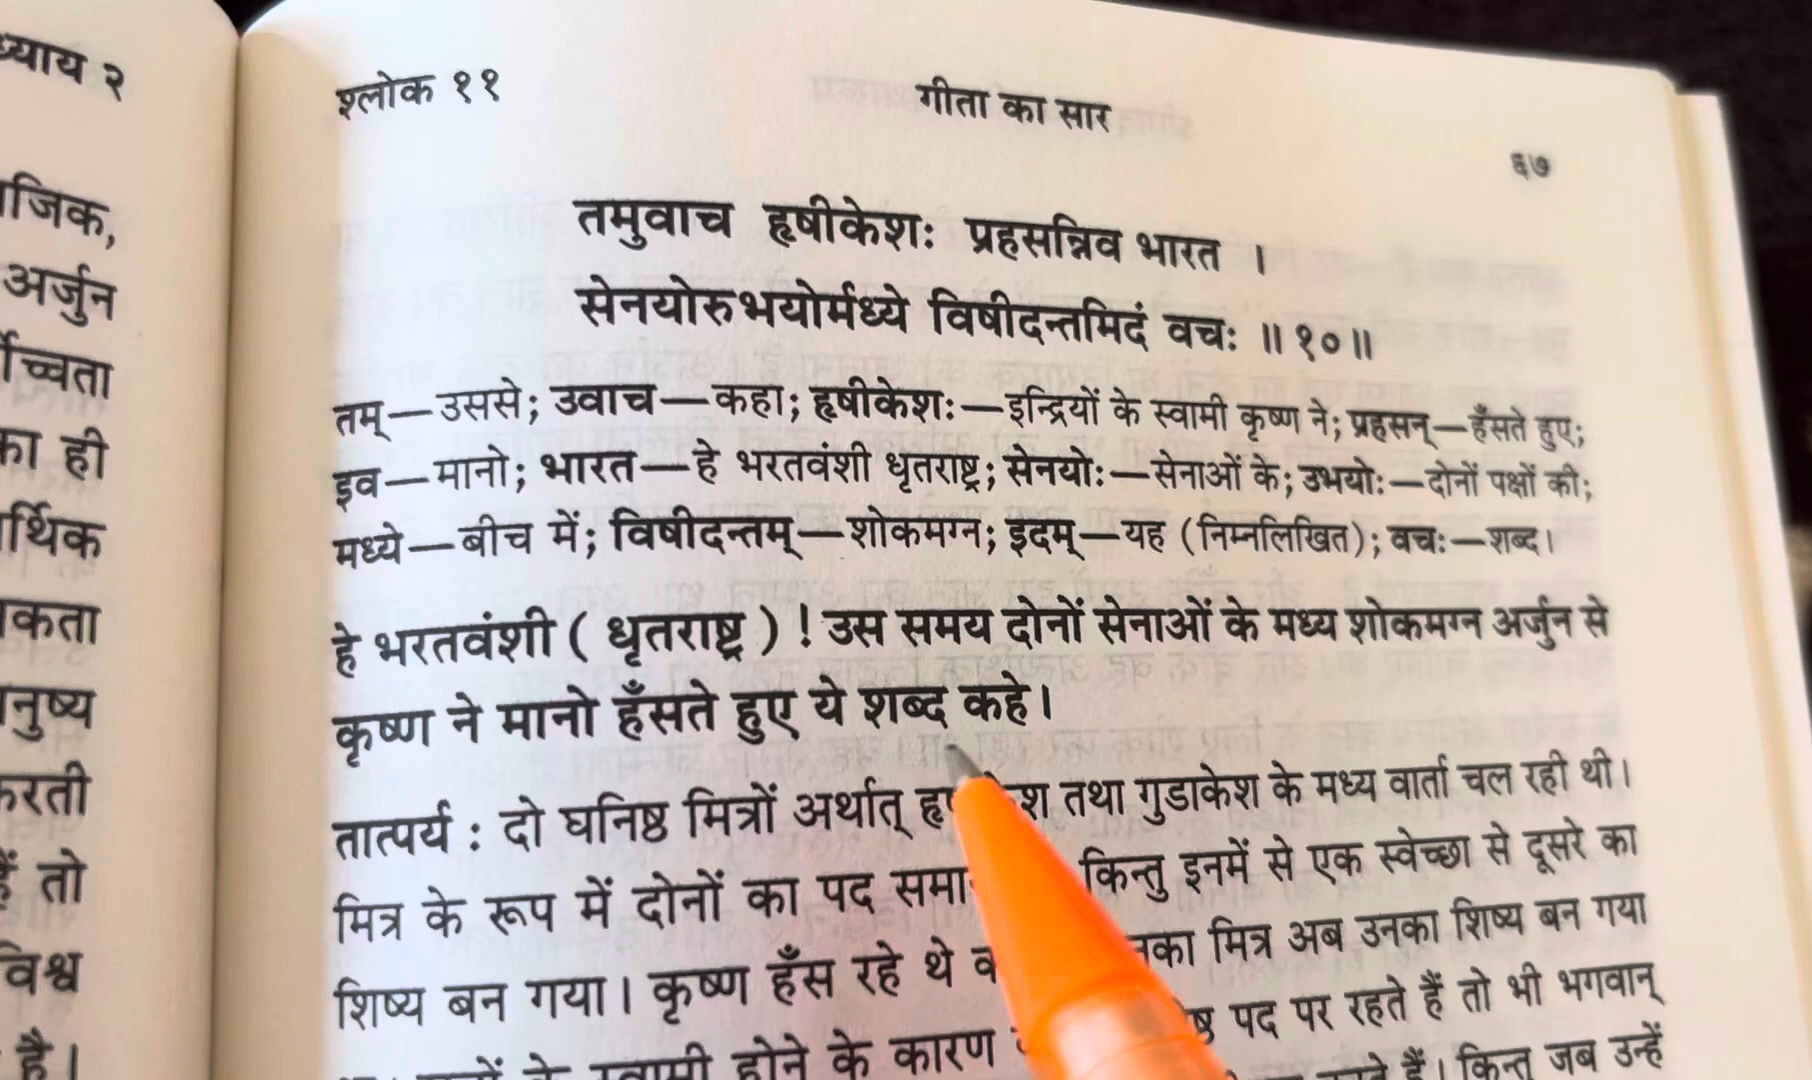 ध्याय २
जिक,
अर्जुन
र्वोच्चता
का ही
र्थिक
कता
नुष्य
करती
तो
विश्व
है।
श्लोक ११ गीता का सार ६७
तमुवाच हृषीकेशः प्रहसन्निव भारत ।
सेनयोरुभयोर्मध्ये विषीदन्तमिदं वचः ॥१०॥
तम्—उससे; उवाच—कहा; हृषीकेशः—इन्द्रियों के स्वामी कृष्ण ने; प्रहसन्—हँसते हुए;
इव—मानो; भारत—हे भरतवंशी धृतराष्ट्र; सेनयोः—सेनाओं के; उभयोः—दोनों पक्षों की;
मध्ये—बीच में; विषीदन्तम्—शोकमग्न; इदम्—यह (निम्नलिखित); वचः—शब्द।
हे भरतवंशी ( धृतराष्ट्र ) ! उस समय दोनों सेनाओं के मध्य शोकमग्न अर्जुन से
कृष्ण ने मानो हँसते हुए ये शब्द कहे।
तात्पर्य : दो घनिष्ठ मित्रों अर्थात् तथा गुडाकेश के मध्य वार्ता चल रही थी।
मित्र के रूप में दोनों का पद किन्तु इनमें से एक स्वेच्छा से दूसरे का
शिष्य बन गया। कृष्ण हँस रहे थे मित्र अब उनका शिष्य बन गया
स्वामी होने के कारण पद पर रहते हैं तो भी भगवान्
हैं। किन्तु जब उन्हें